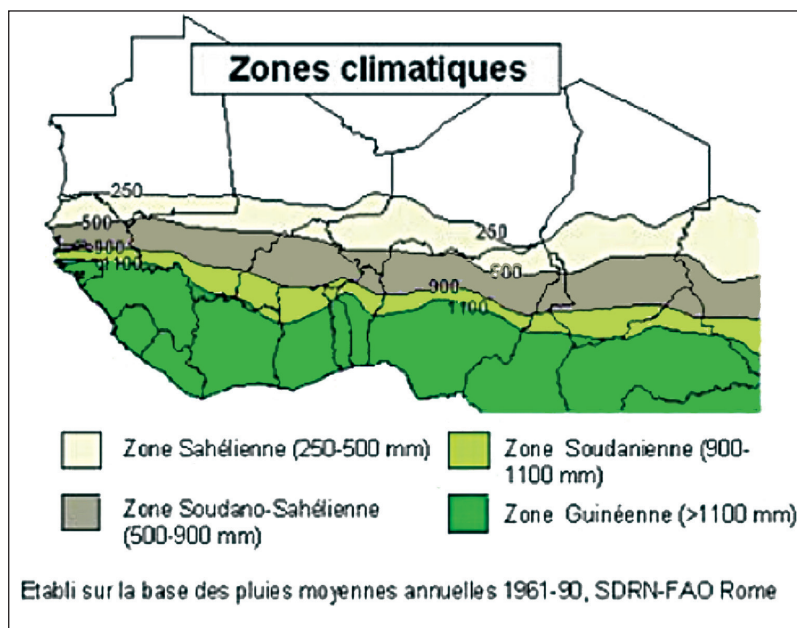 Zones climatiques
250
500
900
1100
250
500
900
1100
Zone Sahélienne (250-500 mm)
Zone Soudanienne (900-
1100 mm)
Zone Soudano-Sahélienne
(500-900 mm)
Zone Guinéenne (>1100 mm)
Etabli sur la base des pluies moyennes annuelles 1961-90, SDRN-FAO Rome